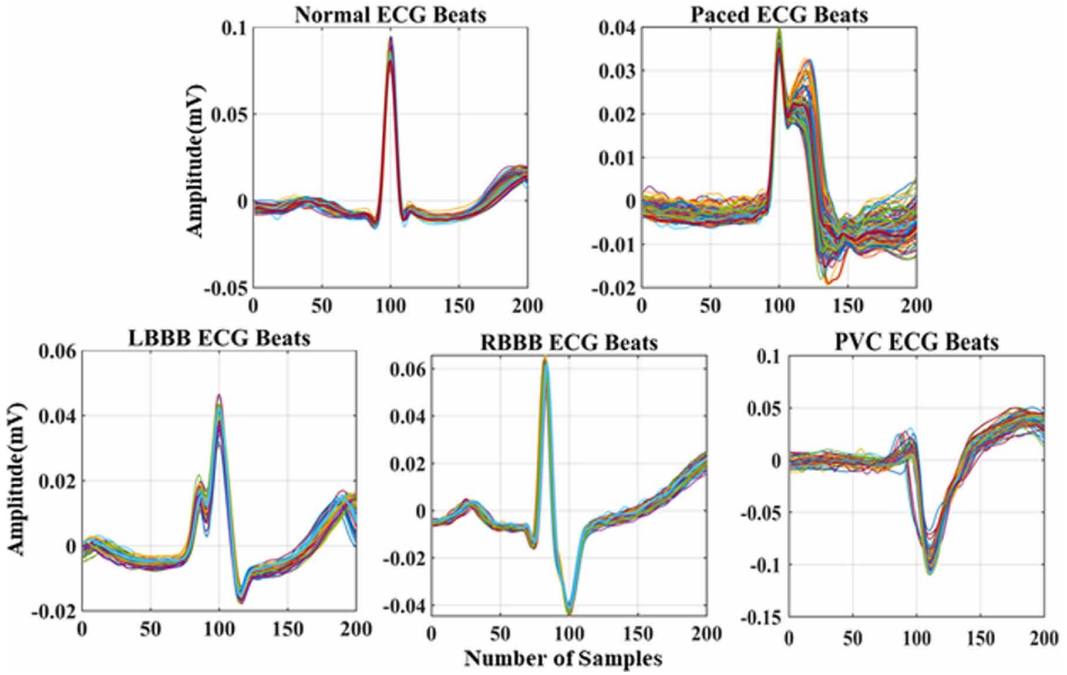 Normal ECG Beats
Paced ECG Beats
Amplitude(mV)
0.1
0.05
0
-0.05
0 50 100 150 200
0.04
0.03
0.02
0.01
0
-0.01
-0.02
0 50 100 150 200
LBBB ECG Beats
RBBB ECG Beats
PVC ECG Beats
Amplitude(mV)
0.06
0.04
0.02
0
-0.02
0 50 100 150 200
0.06
0.04
0.02
0
-0.02
-0.04
0 50 100 150 200
0.1
0.05
0
-0.05
-0.1
-0.15
0 50 100 150 200
Number of Samples